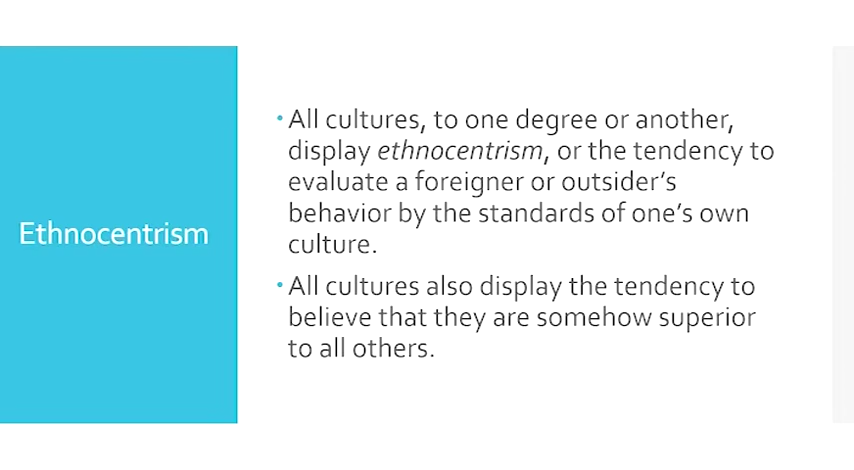 Ethnocentrism
• All cultures, to one degree or another,
display ethnocentrism, or the tendency to
evaluate a foreigner or outsider's
behavior by the standards of one's own
culture.
• All cultures also display the tendency to
believe that they are somehow superior
to all others.